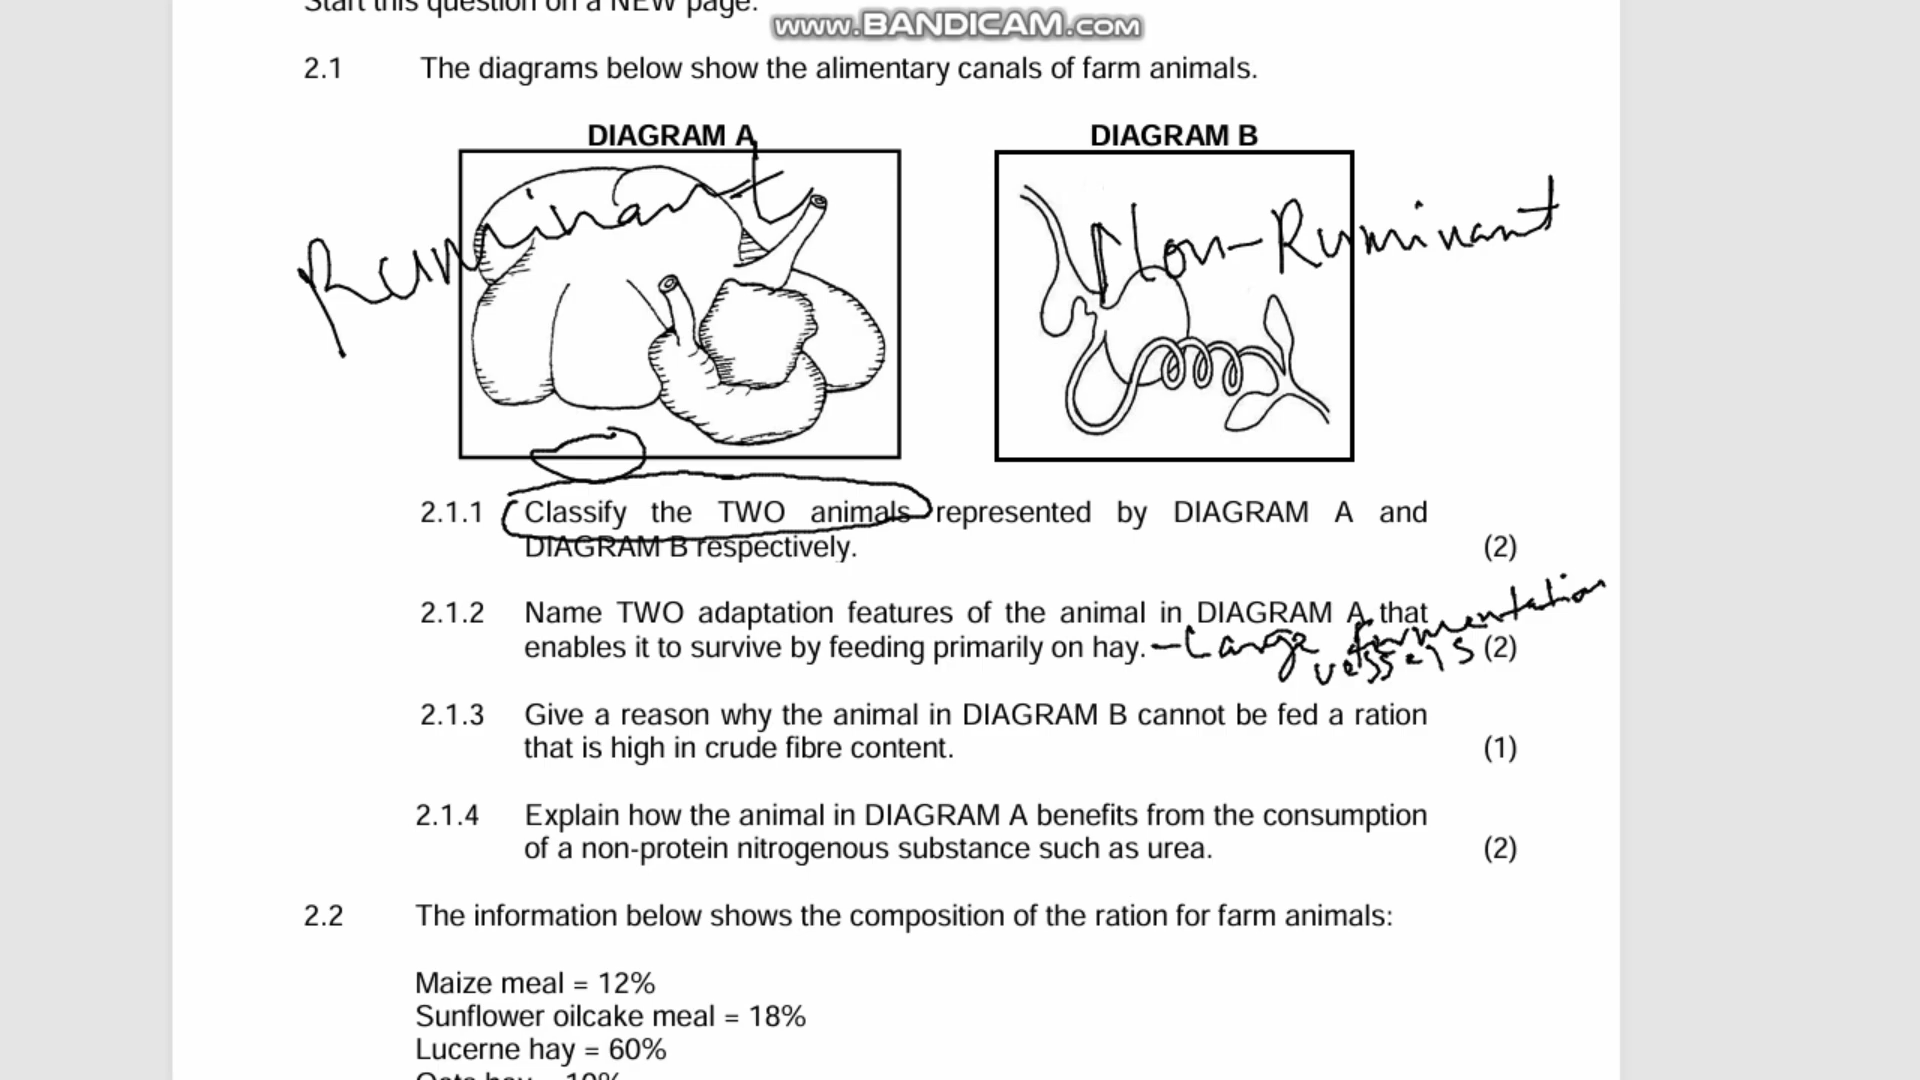 Start this question on a NEW page.
www.BANDICAM.com
2.1 The diagrams below show the alimentary canals of farm animals.
DIAGRAM A
DIAGRAM B
Ruminant
Non-Ruminant
2.1.1 Classify the TWO animals represented by DIAGRAM A and
DIAGRAM B respectively. (2)
2.1.2 Name TWO adaptation features of the animal in DIAGRAM A that
enables it to survive by feeding primarily on hay. (2)
-Large fermentation
vessels
2.1.3 Give a reason why the animal in DIAGRAM B cannot be fed a ration
that is high in crude fibre content. (1)
2.1.4 Explain how the animal in DIAGRAM A benefits from the consumption
of a non-protein nitrogenous substance such as urea. (2)
2.2 The information below shows the composition of the ration for farm animals:
Maize meal = 12%
Sunflower oilcake meal = 18%
Lucerne hay = 60%